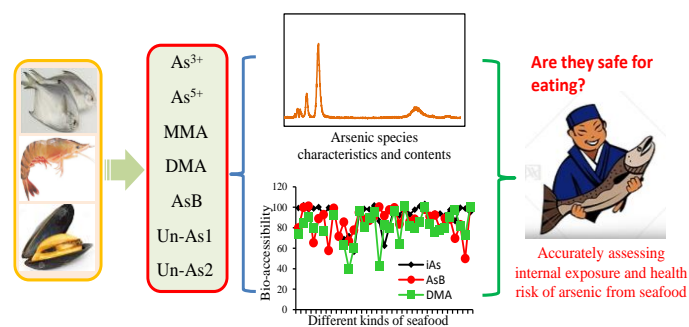 As3+
As5+
MMA
DMA
AsB
Un-As1
Un-As2
Arsenic species
characteristics and contents
Bio-accessibility
120
100
80
60
40
20
0
iAs
AsB
DMA
Different kinds of seafood
Are they safe for
eating?
Accurately assessing
internal exposure and health
risk of arsenic from seafood